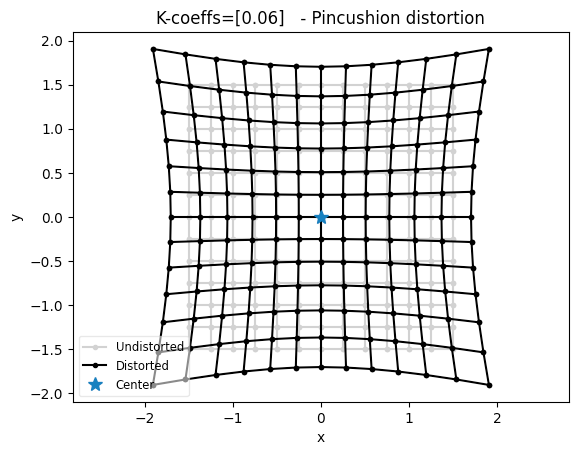 K-coeffs=[0.06]   - Pincushion distortion
2.0
1.5
1.0
0.5
0.0
−0.5
−1.0
−1.5
−2.0
y
Undistorted
Distorted
Center
−2
−1
0
1
2
x